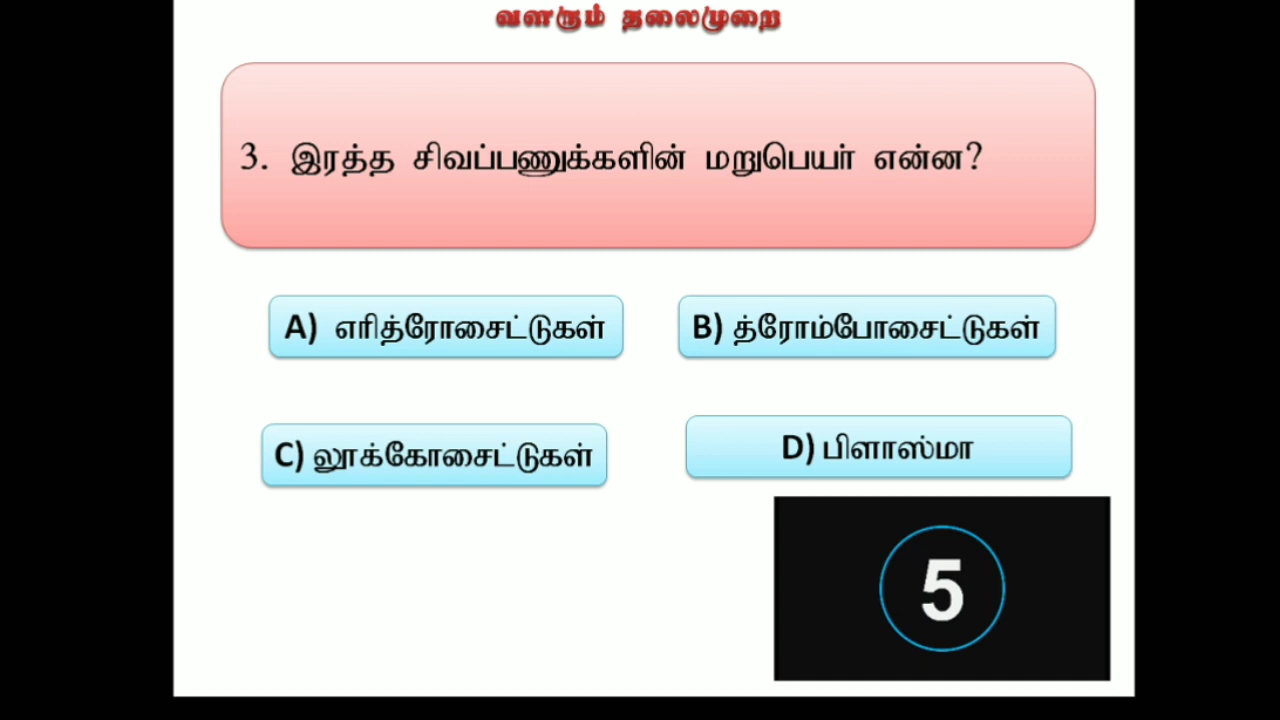 வளரும் தலைமுறை
3. இரத்த சிவப்பணுக்களின் மறுபெயர் என்ன?
A) எரித்ரோசைட்டுகள்
B) த்ரோம்போசைட்டுகள்
C) லூக்கோசைட்டுகள்
D) பிளாஸ்மா
5